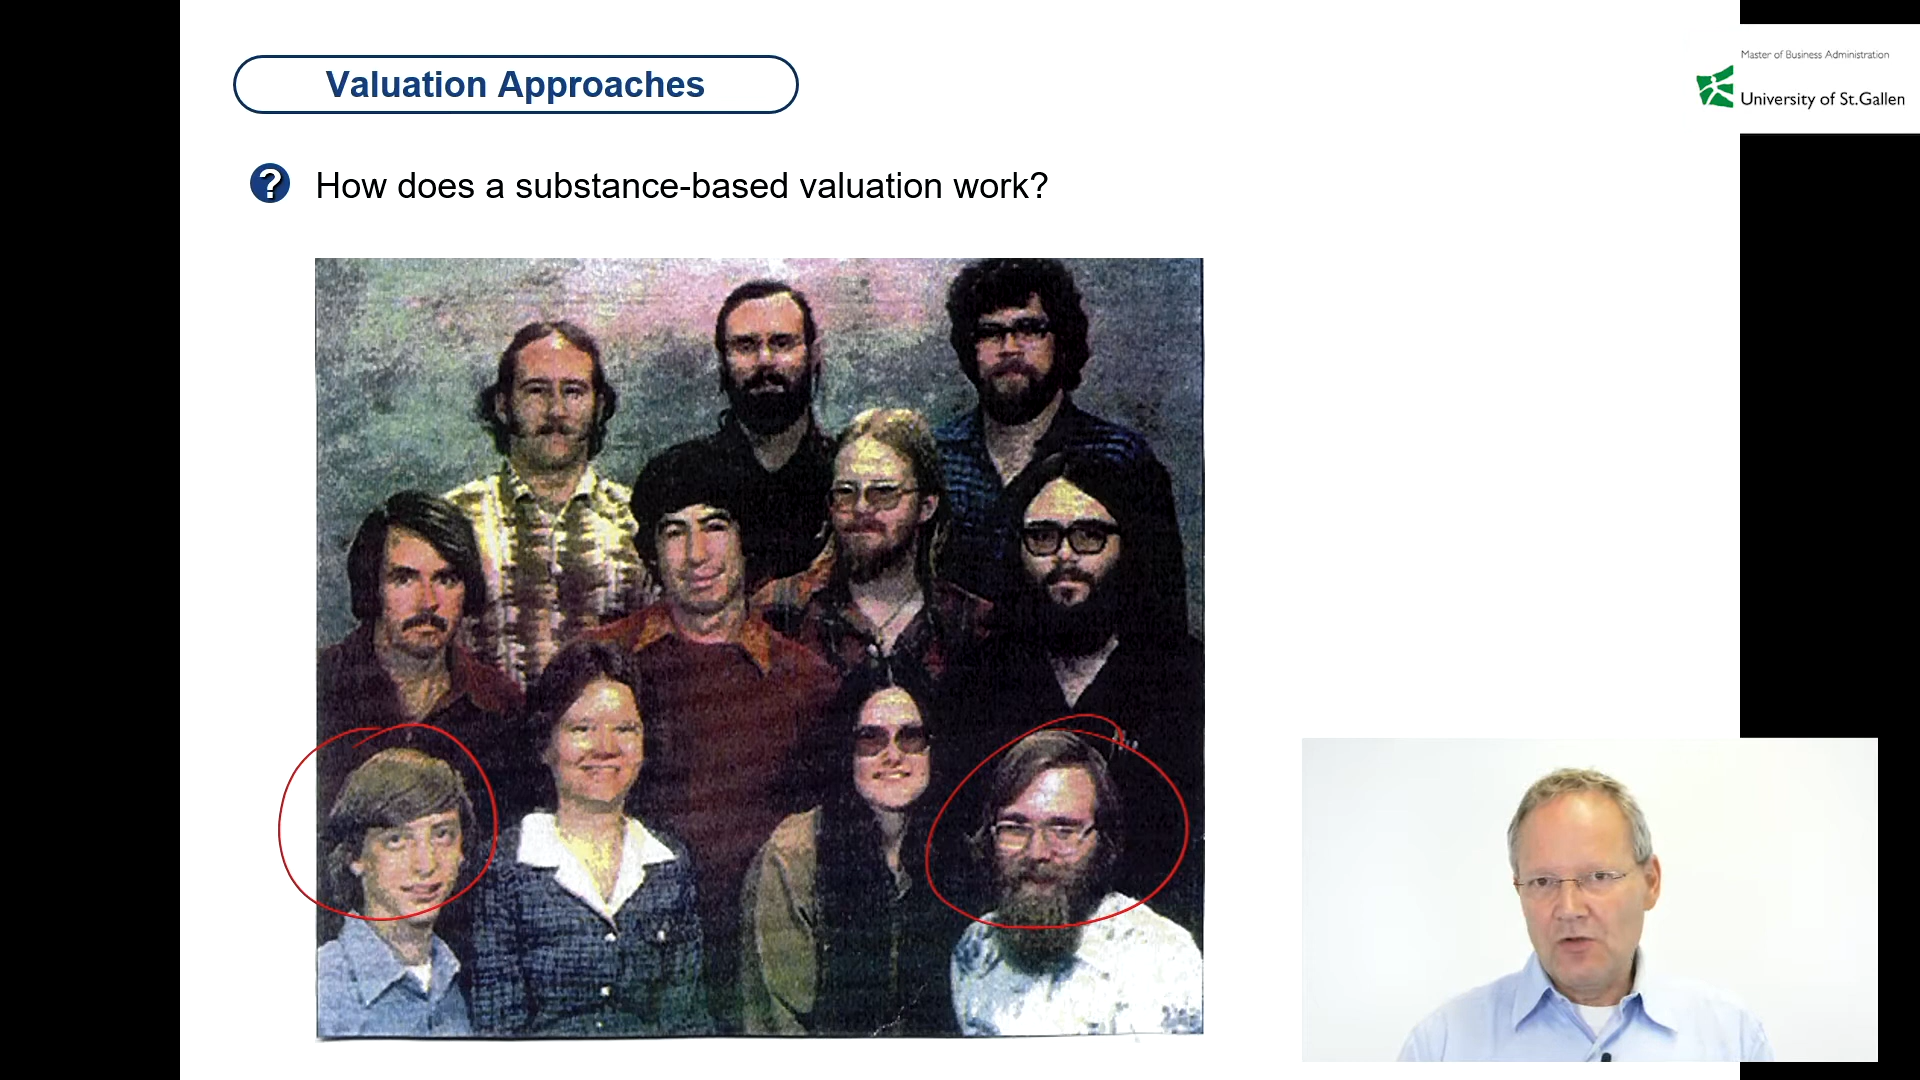 Valuation Approaches
Master of Business Administration
University of St.Gallen
? How does a substance-based valuation work?